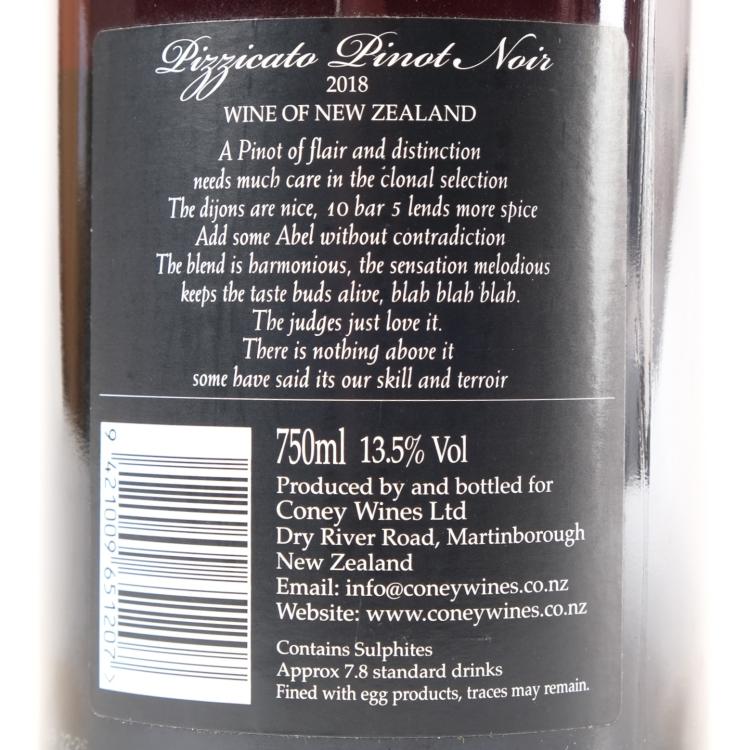 Pizzicato Pinot Noir
2018
WINE OF NEW ZEALAND
A Pinot of flair and distinction
needs much care in the clonal selection
The dijons are nice, 10 bar 5 lends more spice
Add some Abel without contradiction
The blend is harmonious, the sensation melodious
keeps the taste buds alive, blah blah blah.
The judges just love it.
There is nothing above it
some have said its our skill and terroir
750ml 13.5% Vol
Produced by and bottled for
Coney Wines Ltd
Dry River Road, Martinborough
New Zealand
Email: info@coneywines.co.nz
Website: www.coneywines.co.nz
Contains Sulphites
Approx 7.8 standard drinks
Fined with egg products, traces may remain.
9 421009 651207 >